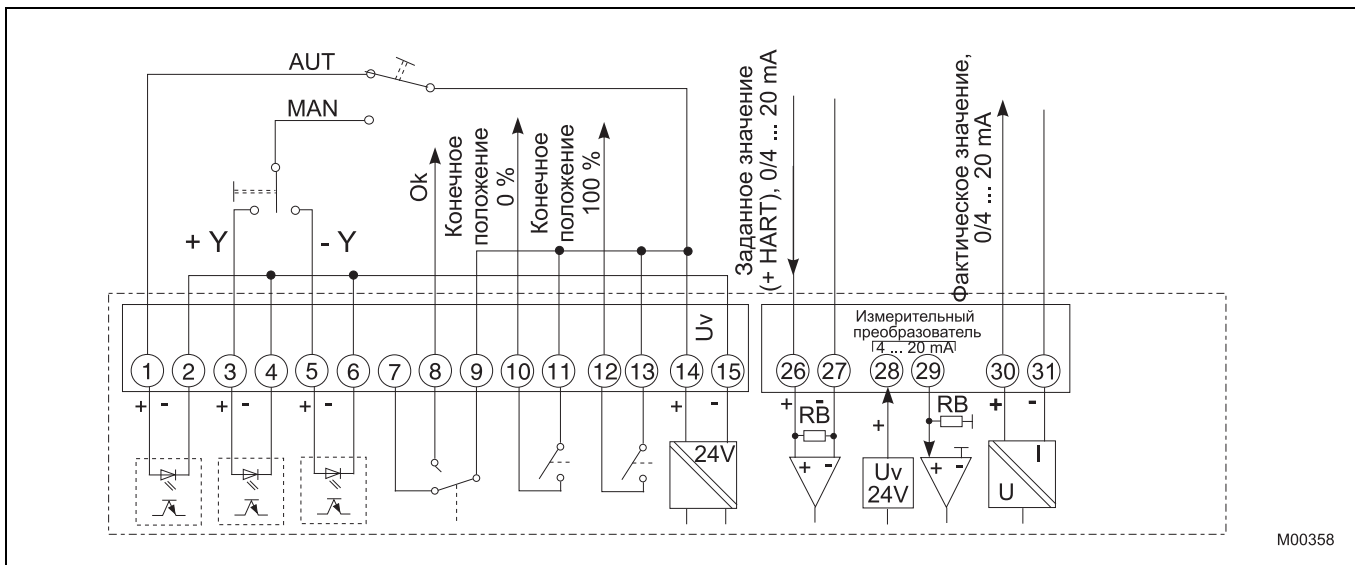 AUT
MAN
+ Y
- Y
Ok
Конечное
положение
0 %
Конечное
положение
100 %
Заданное значение
(+ HART), 0/4 ... 20 mA
Фактическое значение,
0/4 ... 20 mA
Uv
Измерительный
преобразователь
4 ... 20 mA
1 2 3 4 5 6 7 8 9 10 11 12 13 14 15
26 27 28 29 30 31
+ - + - + - + -
+ - + + -
RB
RB
24V
+ -
Uv
24V
+ -
I
U
M00358